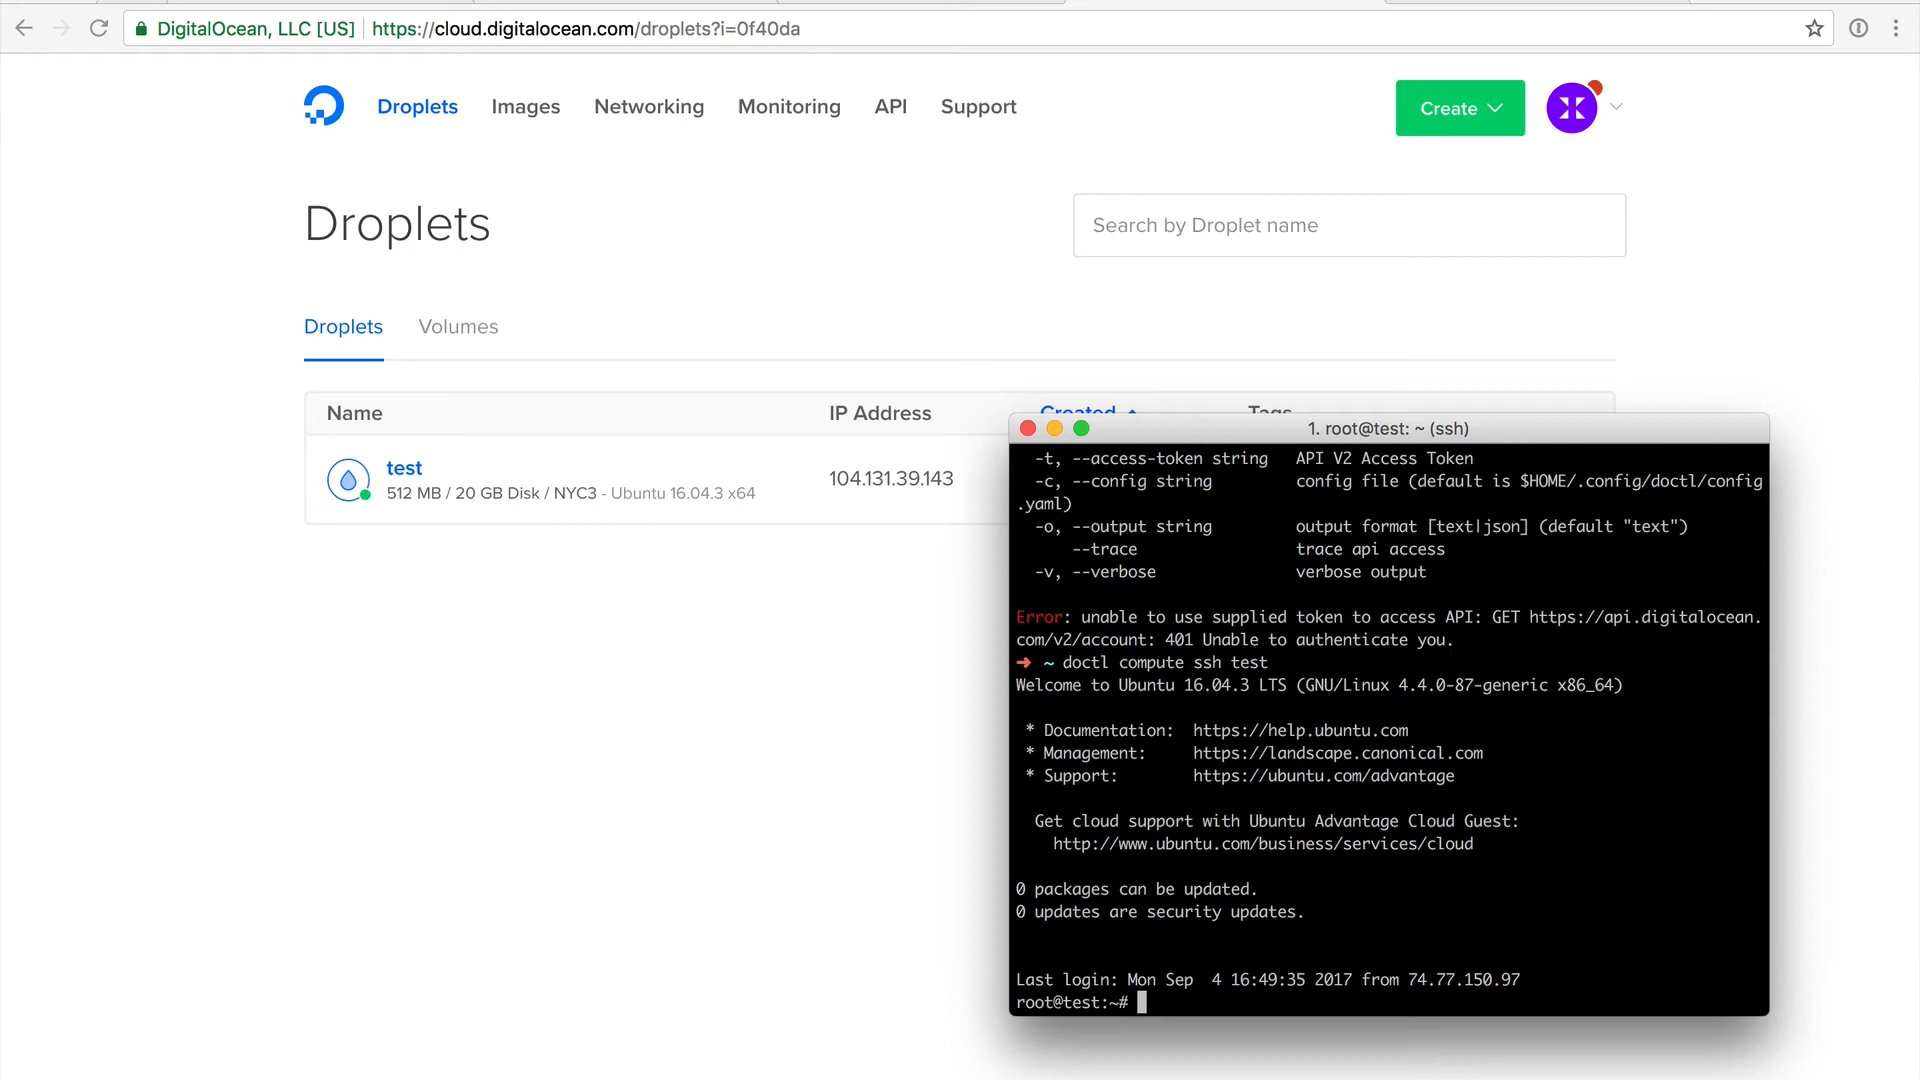 DigitalOcean, LLC [US] https://cloud.digitalocean.com/droplets?i=0f40da
Droplets Images Networking Monitoring API Support Create
Droplets
Search by Droplet name
Droplets Volumes
Name IP Address Created Tags
test
512 MB / 20 GB Disk / NYC3 - Ubuntu 16.04.3 x64
104.131.39.143
1. root@test: ~ (ssh)
-t, --access-token string API V2 Access Token
-c, --config string config file (default is $HOME/.config/doctl/config
.yaml)
-o, --output string output format [text|json] (default "text")
--trace trace api access
-v, --verbose verbose output
Error: unable to use supplied token to access API: GET https://api.digitalocean.
com/v2/account: 401 Unable to authenticate you.
➜ ~ doctl compute ssh test
Welcome to Ubuntu 16.04.3 LTS (GNU/Linux 4.4.0-87-generic x86_64)
* Documentation: https://help.ubuntu.com
* Management: https://landscape.canonical.com
* Support: https://ubuntu.com/advantage
Get cloud support with Ubuntu Advantage Cloud Guest:
http://www.ubuntu.com/business/services/cloud
0 packages can be updated.
0 updates are security updates.
Last login: Mon Sep 4 16:49:35 2017 from 74.77.150.97
root@test:~#